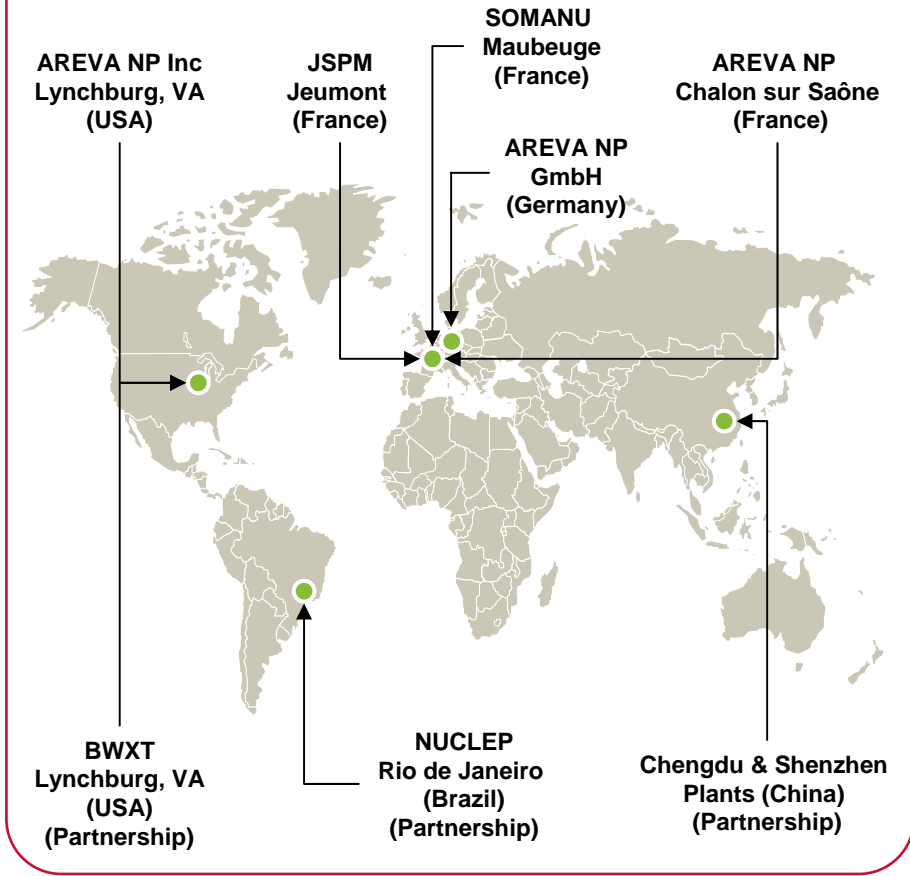 SOMANU
Maubeuge
(France)
AREVA NP Inc
Lynchburg, VA
(USA)
JSPM
Jeumont
(France)
AREVA NP
Chalon sur Saône
(France)
AREVA NP
GmbH
(Germany)
BWXT
Lynchburg, VA
(USA)
(Partnership)
NUCLEP
Rio de Janeiro
(Brazil)
(Partnership)
Chengdu & Shenzhen
Plants (China)
(Partnership)